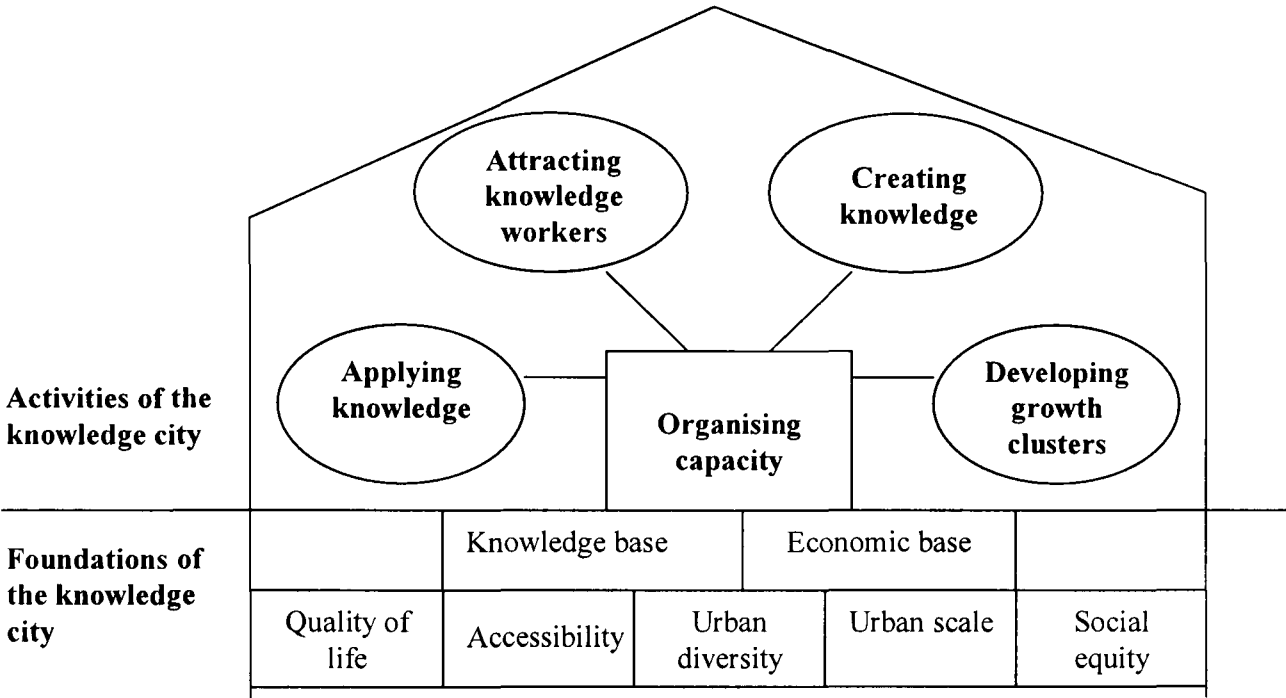 Attracting
knowledge
workers
Creating
knowledge
Applying
knowledge
Developing
growth
clusters
Organising
capacity
Activities of the
knowledge city
Foundations of
the knowledge
city
Knowledge base
Economic base
Quality of
life
Accessibility
Urban
diversity
Urban scale
Social
equity